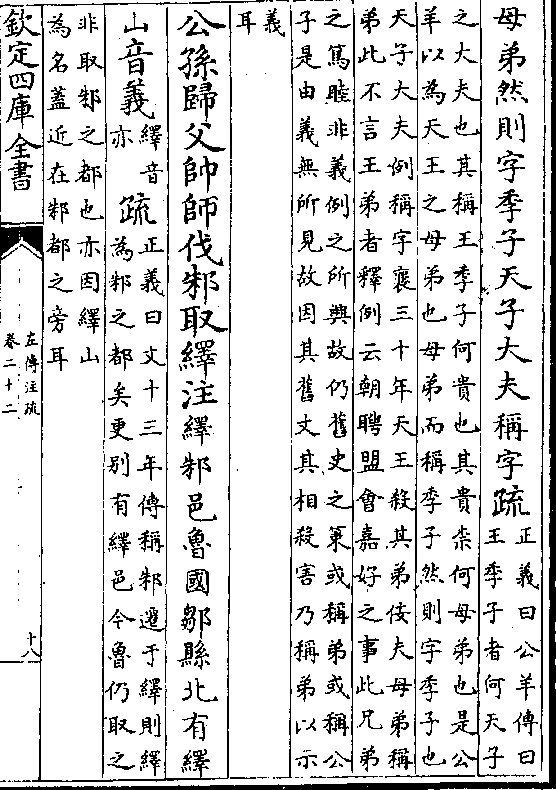 母弟然則字季子天子大夫稱字疏
正義曰公羊傳曰
王季子者何天子
之大夫也其稱王季子何貴也其貴柰何母弟也是公
羊以為天王之母弟也母弟而稱季子然則字季子也
天子大夫例稱字襄三十年天王殺其弟佞夫母弟稱
弟此不言王弟者釋例云朝聘盟會嘉好之事此兄弟
之篤睦非義例之所興故仍舊史之策或稱弟或稱公
子是由義無所見故因其舊文其相殺害乃稱弟以示
義
耳
公孫歸父帥師伐邾取繹注繹邾邑魯國鄒縣北有繹
山音義
繹音
亦
疏
正義曰文十三年傳稱邾遷于繹則繹
為邾之都矣更別有繹邑今魯仍取之
非取邾之都也亦因繹山
為名蓋近在邾都之旁耳
欽定四庫全書
左傳注疏
卷二十二
十八